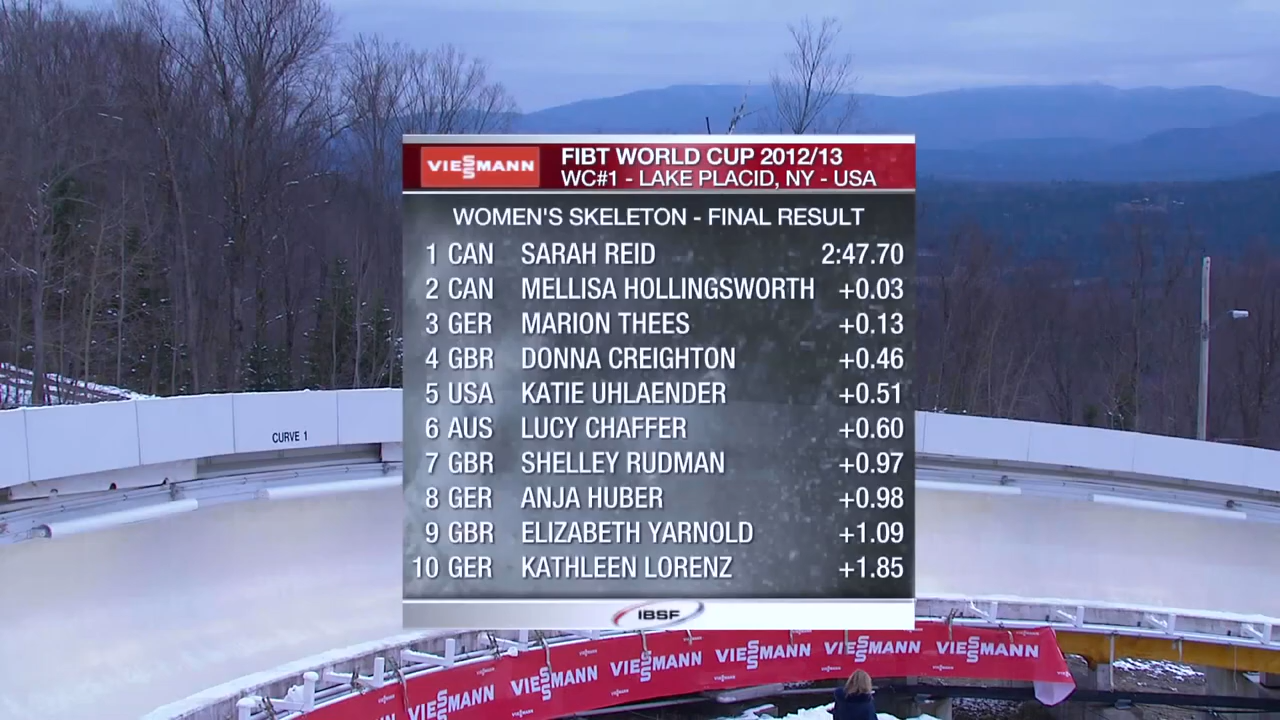 VIESSMANN
FIBT WORLD CUP 2012/13
WC#1 - LAKE PLACID, NY - USA
WOMEN'S SKELETON - FINAL RESULT
1 CAN SARAH REID 2:47.70
2 CAN MELLISA HOLLINGSWORTH +0.03
3 GER MARION THEES +0.13
4 GBR DONNA CREIGHTON +0.46
5 USA KATIE UHLAENDER +0.51
6 AUS LUCY CHAFFER +0.60
7 GBR SHELLEY RUDMAN +0.97
8 GER ANJA HUBER +0.98
9 GBR ELIZABETH YARNOLD +1.09
10 GER KATHLEEN LORENZ +1.85
IBSF
CURVE 1
VIESSMANN VIESSMANN VIESSMANN VIESSMANN VIESSMANN VIESSMANN